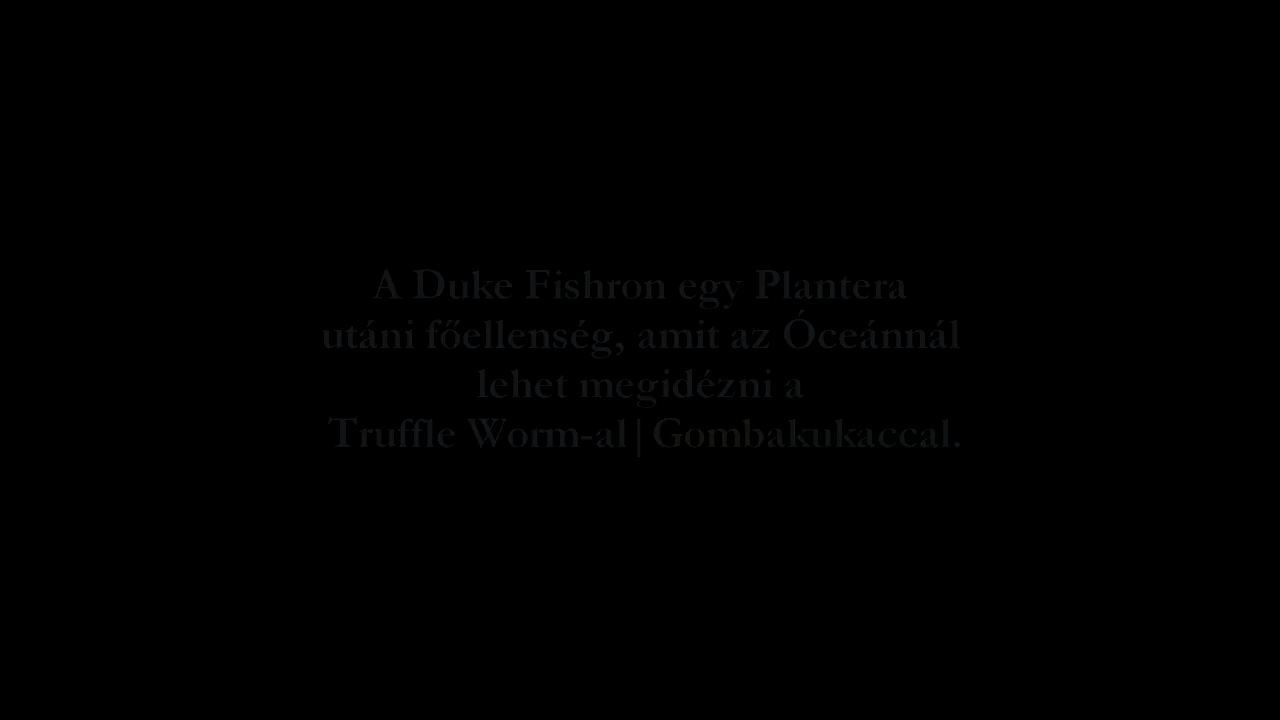 A Duke Fishron egy Plantera
utáni főellenség, amit az Óceánnál
lehet megidézni a
Truffle Worm-al|Gombakukaccal.